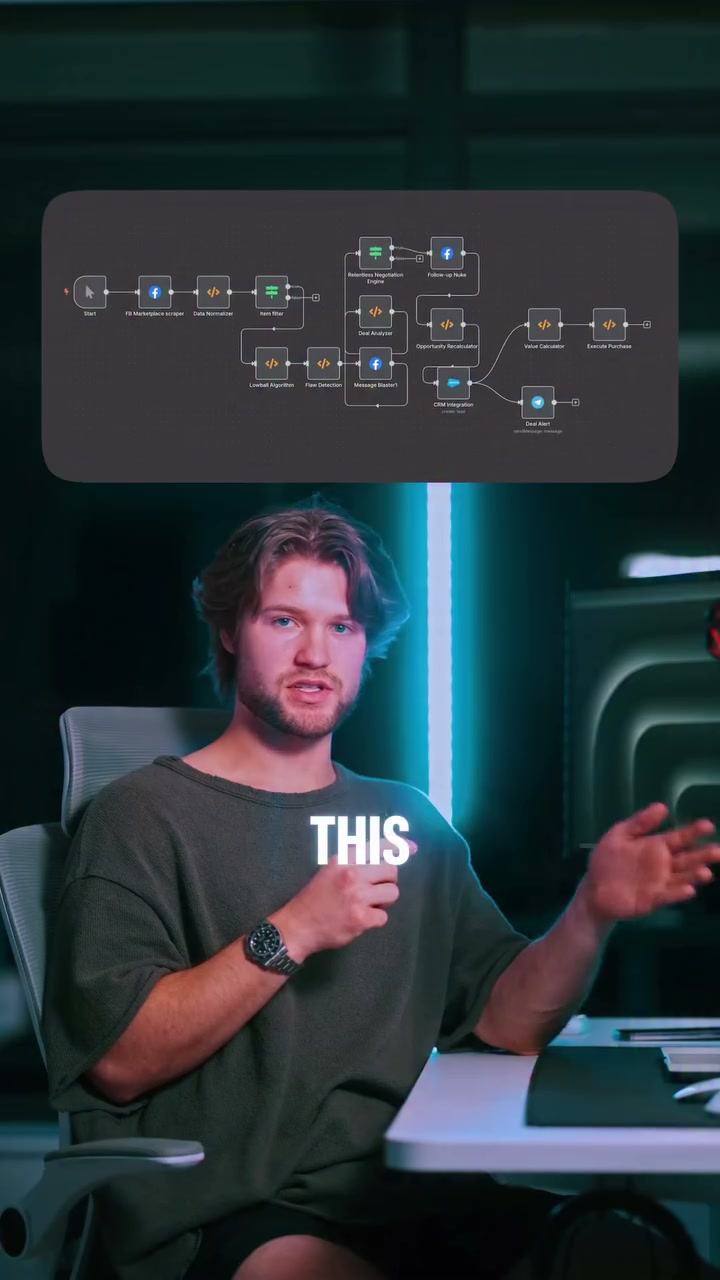 Relentless Negotiation
Engine
Follow-up Nuke
Start
FB Marketplace scraper
Data Normalizer
Item filter
Deal Analyzer
Opportunity Recalculator
Value Calculator
Execute Purchase
Lowball Algorithm
Flaw Detection
Message Blaster1
CRM Integration
create: lead
Deal Alert
sendMessage: message
THIS